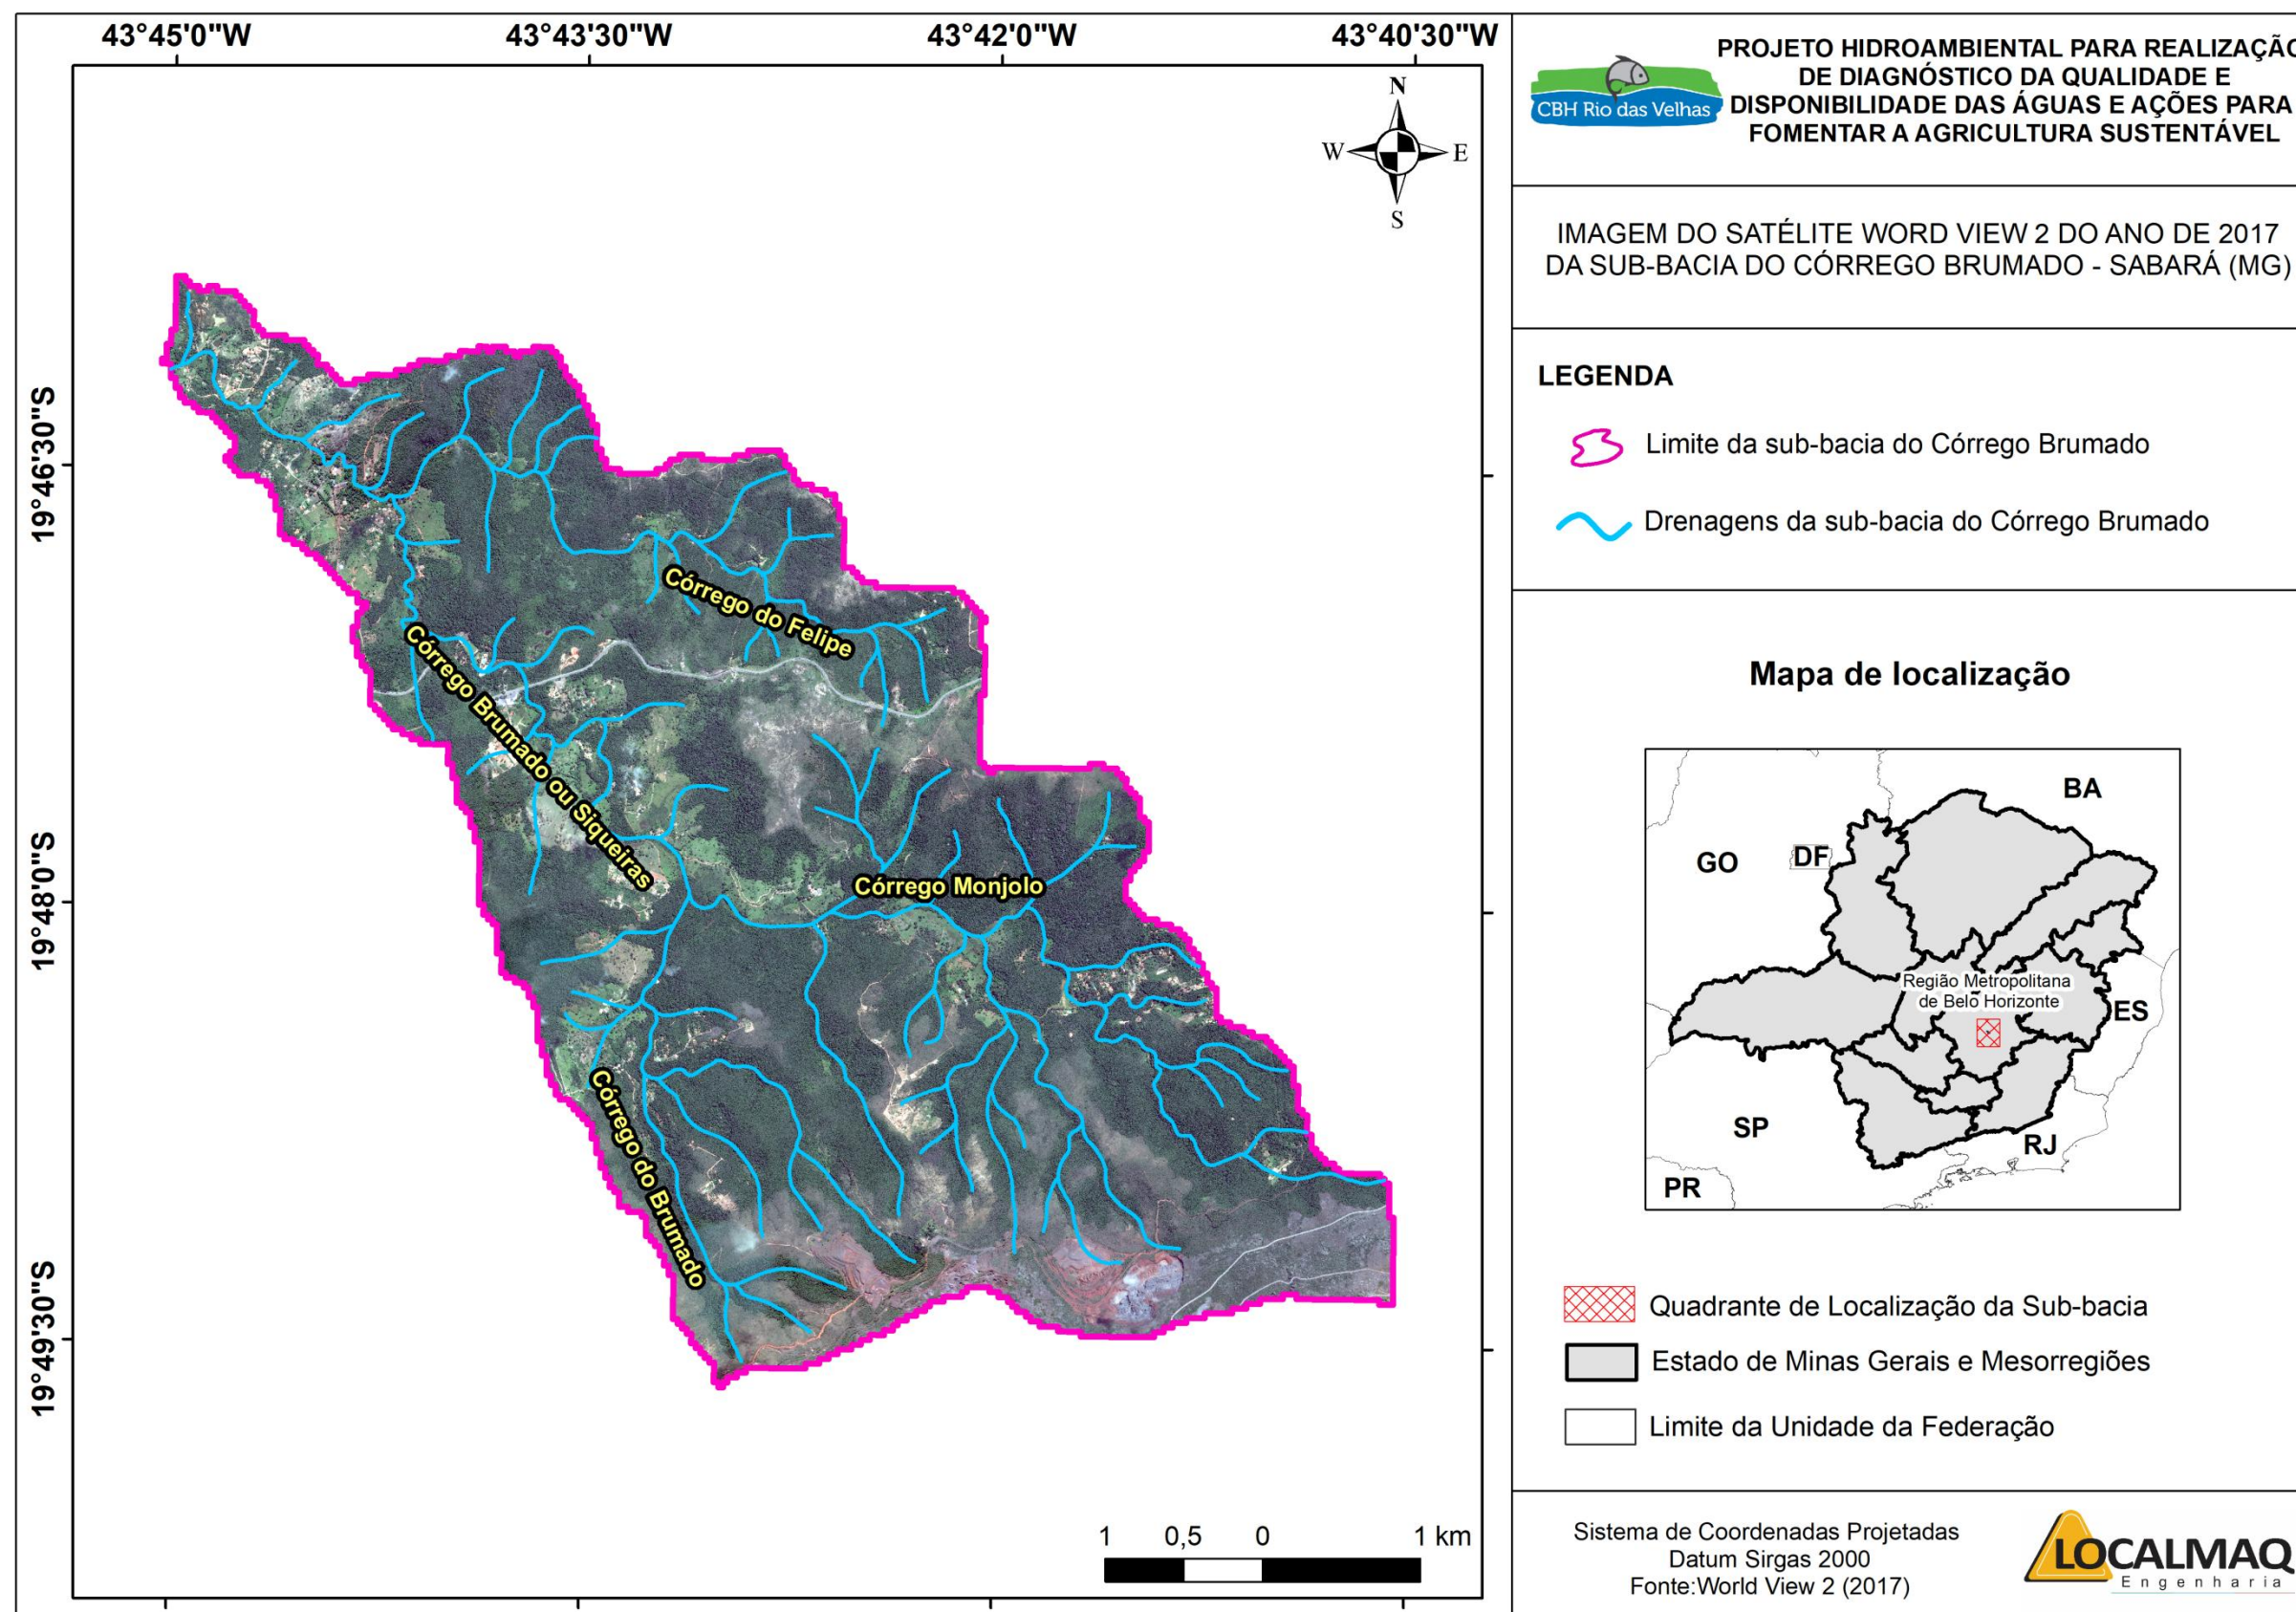 43°45'0"W
43°43'30"W
43°42'0"W
43°40'30"W
19°46'30"S
19°48'0"S
19°49'30"S
N
W
E
S
Córrego do Felipe
Córrego Brumado ou Siqueiras
Córrego Monjolo
Córrego do Brumado
1 0,5 0 1 km
CBH Rio das Velhas
PROJETO HIDROAMBIENTAL PARA REALIZAÇÃO
DE DIAGNÓSTICO DA QUALIDADE E
DISPONIBILIDADE DAS ÁGUAS E AÇÕES PARA
FOMENTAR A AGRICULTURA SUSTENTÁVEL
IMAGEM DO SATÉLITE WORD VIEW 2 DO ANO DE 2017
DA SUB-BACIA DO CÓRREGO BRUMADO - SABARÁ (MG)
LEGENDA
Limite da sub-bacia do Córrego Brumado
Drenagens da sub-bacia do Córrego Brumado
Mapa de localização
BA
GO
DF
Região Metropolitana
de Belo Horizonte
ES
SP
RJ
PR
Quadrante de Localização da Sub-bacia
Estado de Minas Gerais e Mesorregiões
Limite da Unidade da Federação
Sistema de Coordenadas Projetadas
Datum Sirgas 2000
Fonte:World View 2 (2017)
LOCALMAQ
Engenharia